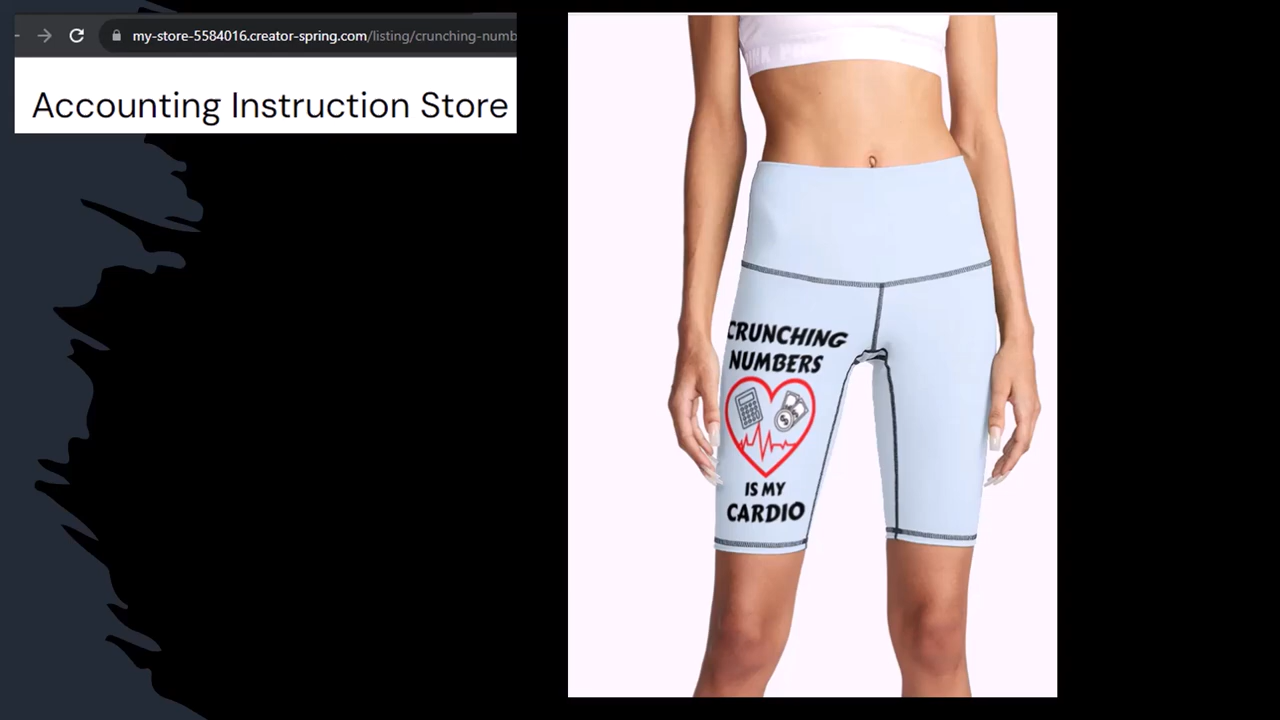 my-store-5584016.creator-spring.com/listing/crunching-numb
Accounting Instruction Store
CRUNCHING
NUMBERS
IS MY
CARDIO